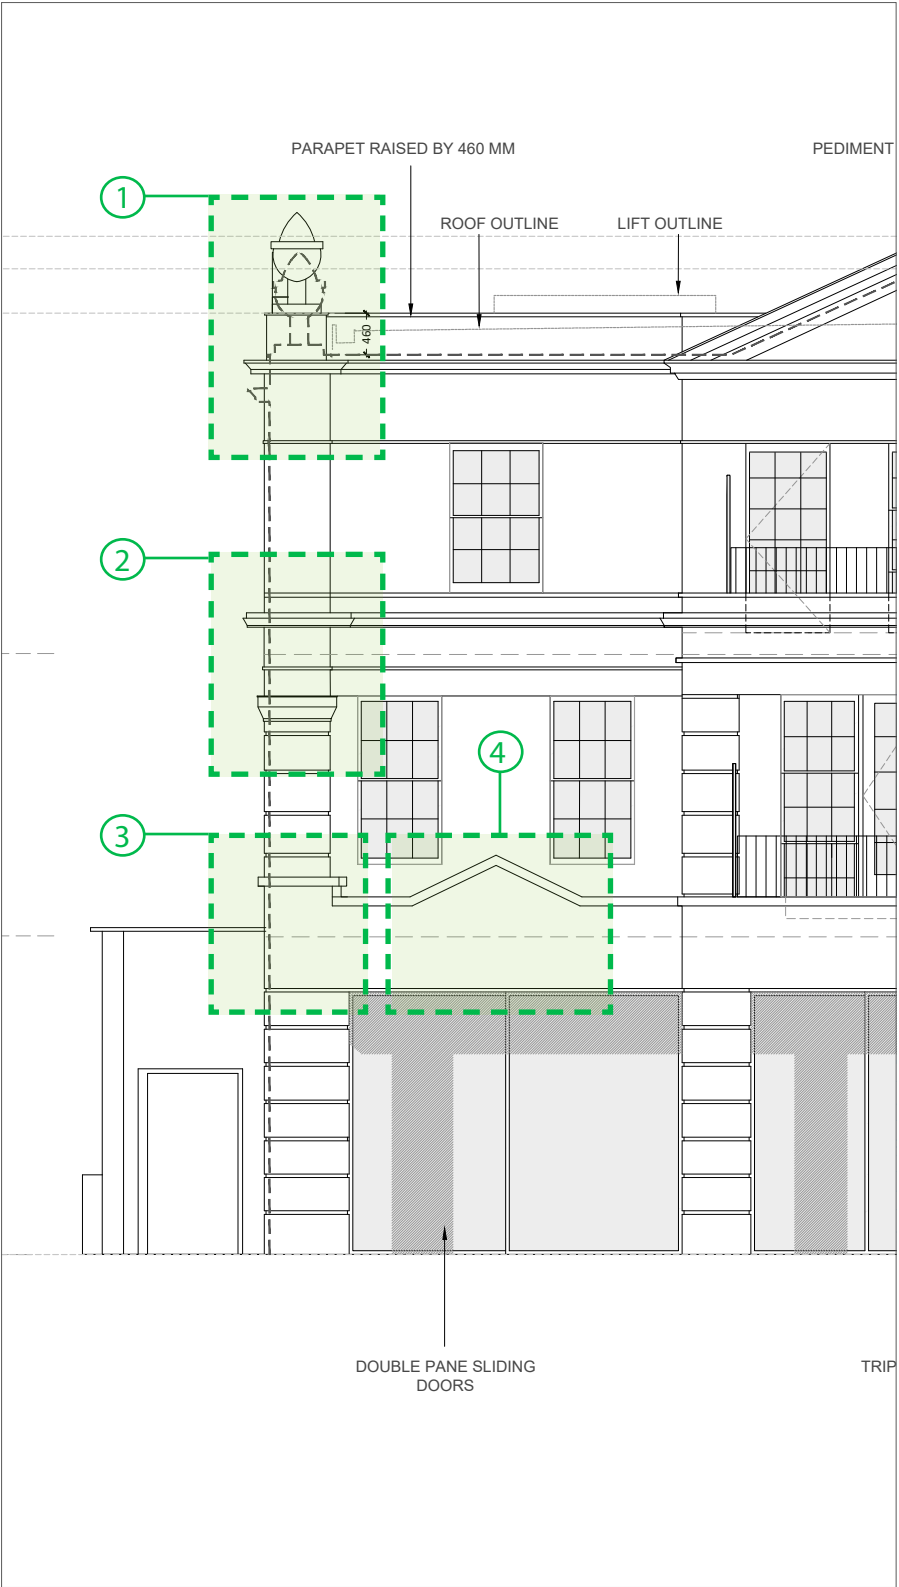 PARAPET RAISED BY 460 MM
PEDIMENT
1
ROOF OUTLINE
LIFT OUTLINE
460
2
4
3
DOUBLE PANE SLIDING
DOORS
TRIP